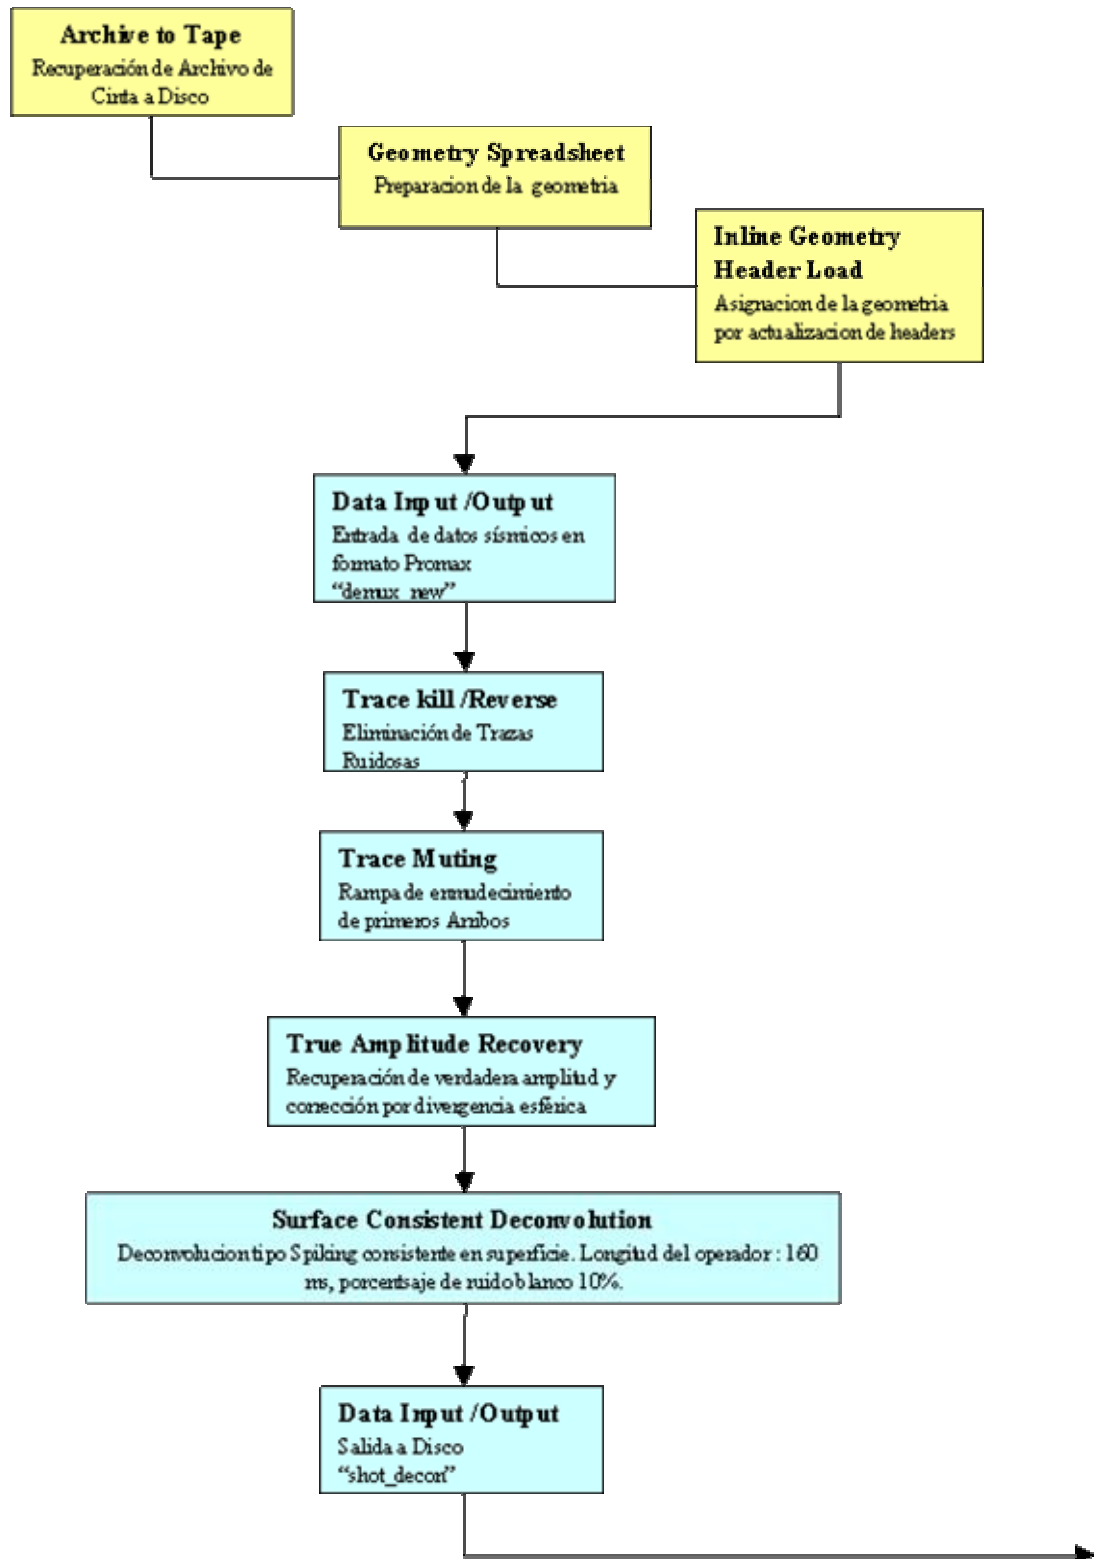 Archive to Tape
Recuperación de Archivo de
Cinta a Disco
Geometry Spreadsheet
Preparacion de la geometria
Inline Geometry
Header Load
Asignacion de la geometria
por actualizacion de headers
Data Input /Output
Entrada de datos sísmicos en
formato Promax
“demux_new”
Trace kill /Reverse
Eliminación de Trazas
Ruidosas
Trace Muting
Rampa de enmudecimiento
de primeros Arribos
True Amplitude Recovery
Recuperación de verdadera amplitud y
corrección por divergencia esférica
Surface Consistent Deconvolution
Deconvolucion tipo Spiking consistente en superficie. Longitud del operador : 160
ms, porcentsaje de ruido blanco 10%.
Data Input /Output
Salida a Disco
“shot_decon”